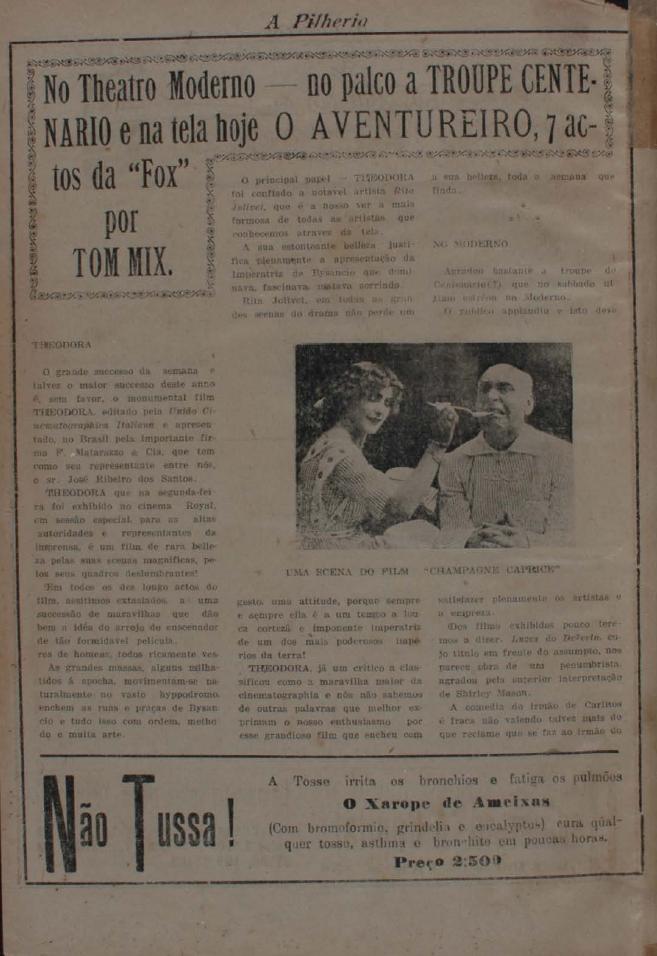 A Pilheria
No Theatro Moderno — no palco a TROUPE CENTE-
NARIO e na tela hoje O AVENTUREIRO, 7 ac-
tos da "Fox"
por
TOM MIX.
THEODORA
O grande successo da semana e
talvez o maior successo deste anno
é, sem favor, o monumental film
THEODORA, editado pela União Ci-
nematographica Italiana e apresen-
tado, no Brasil pela importante fir-
ma F. Matarazzo & Cia, que tem
como seu representante entre nós,
o sr. José Ribeiro dos Santos.
THEODORA que na segunda-fei-
ra foi exhibido no cinema Royal,
em sessão especial, para as altas
autoridades e representantes da
imprensa, é um film de rara belle-
za pelas suas scenas magnificas, pe-
los seus quadros deslumbrantes!
Em todos os dez longo actos do
film, assitimos extasiados, a uma
successão de maravilhas que dão
bem a idéa do arrojo do enscenador
de tão formidavel pelicula.
res de homens, todos ricamente ves-
As grandes massas, alguns milha-
tidos á epocha, movimentam-se na-
turalmente no vasto hyppodromo,
enchem as ruas e praças de Bysan-
cio e tudo isso com ordem, metho
do e muita arte.
O principal papel — THEODORA
foi confiado a notavel artista Rita
Jolivet, que é a nosso ver a mais
formosa de todas as artistas que
conhecemos atravez da tela.
A sua estonteante belleza justi-
fica plenamente a apresentação da
Imperatriz de Bysancio que domi
nava, fascinava, matava sorrindo.
Rita Jolivet, em todas as gran
des scenas do drama não perde um
gesto, uma attitude, porque sempre
e sempre ella é a um tempo a lou
ca cortezã e imponente imperatriz
de um dos mais poderosos impe
rios da terra!
THEODORA, já um critico a clas-
sificou como a maravilha maior da
cinematographia e nós não sabemos
de outras palavras que melhor ex-
primam o nosso enthusiasmo por
esse grandioso film que encheu com
a sua belleza, toda a semana que
finda.
NO MODERNO
Agradou bastante a troupe do
Centenario(?) que no sabbado ul
timo estréou no Moderno.
O publico applaudiu e isto deve
satisfazer plenamente os artistas e
a empreza.
Dos films exhibidos pouco tere-
mos a dizer. Luzes do Deserto, cu-
jo titulo em frente do assumpto, nos
pareceu obra de um penumbrista,
agradou pela superior interpretação
de Shirley Mason.
A comedia do irmão de Carlitos
é fraca não valendo talvez mais do
que reclame que se faz ao irmão do
UMA SCENA DO FILM "CHAMPAGNE CAPRICE"
Não Tussa!
A Tosse irrita os bronchios e fatiga os pulmões
O Xarope de Ameixas
(Com bromoformio, grindelia e eucalyptus) cura qual-
quer tosse, asthma e bronchite em poucas horas.
Preço 2:500